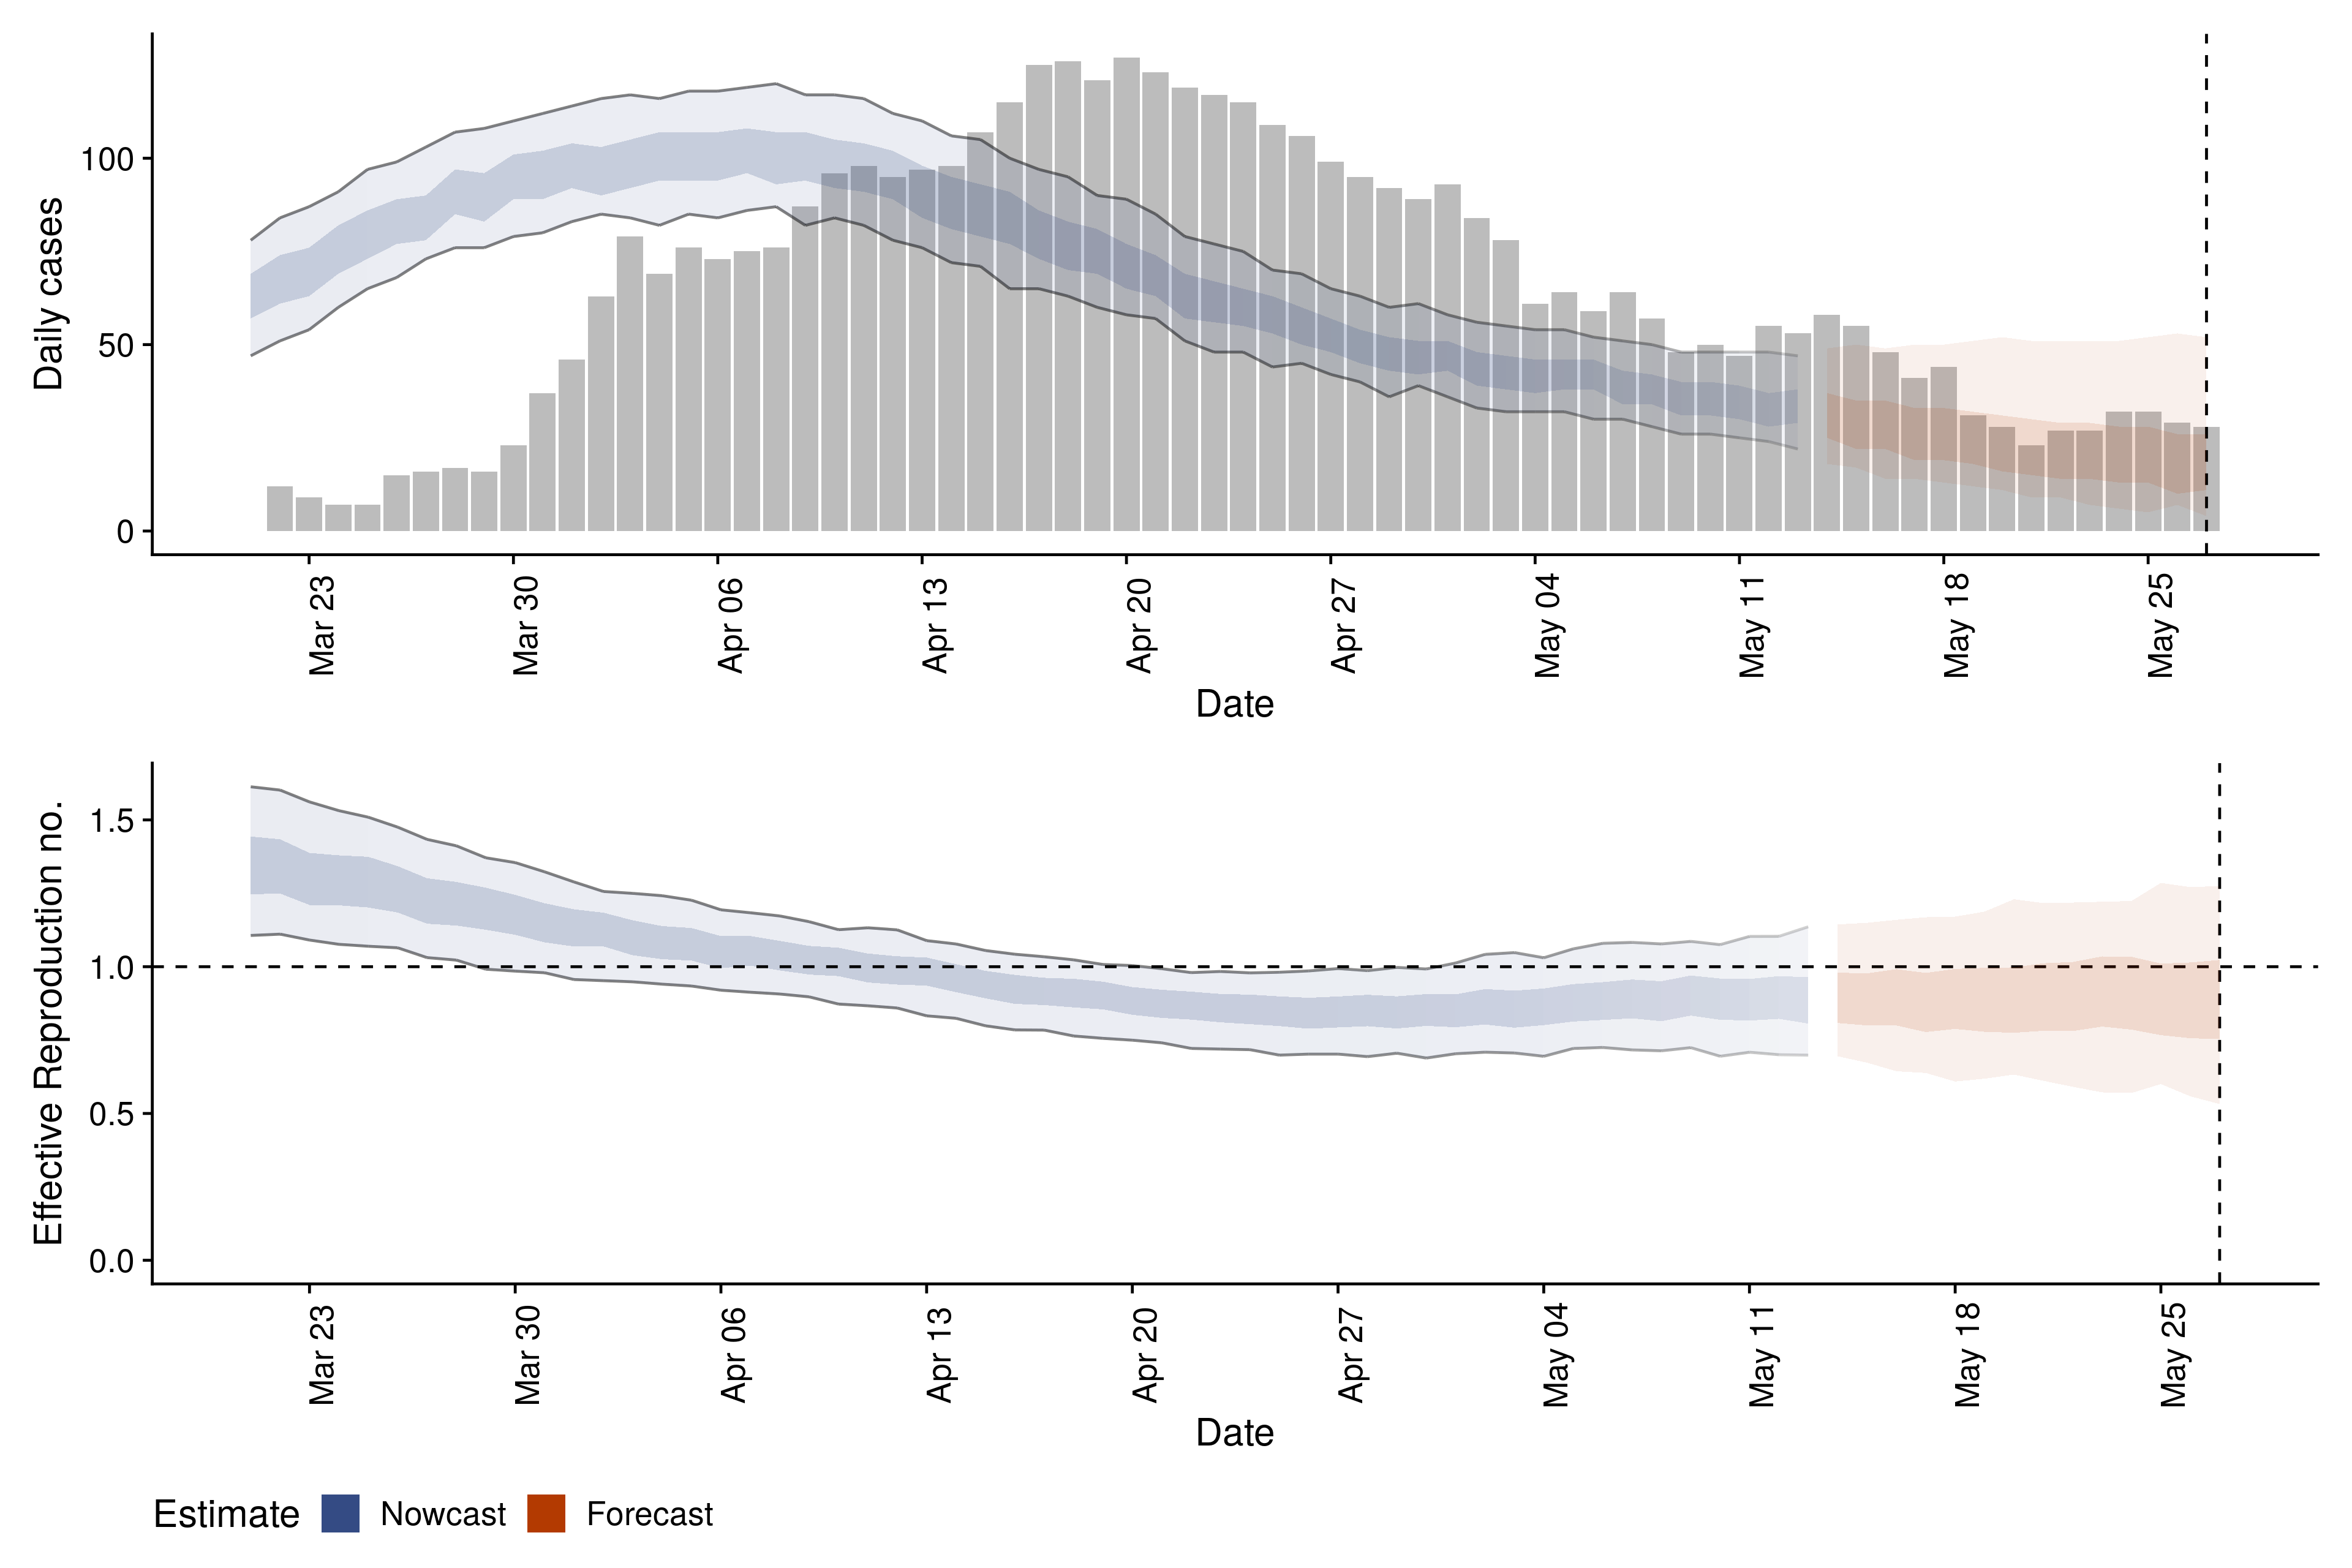 Daily cases
100
50
0
Mar 23
Mar 30
Apr 06
Apr 13
Apr 20
Apr 27
May 04
May 11
May 18
May 25
Date
Effective Reproduction no.
1.5
1.0
0.5
0.0
Mar 23
Mar 30
Apr 06
Apr 13
Apr 20
Apr 27
May 04
May 11
May 18
May 25
Date
Estimate Nowcast Forecast